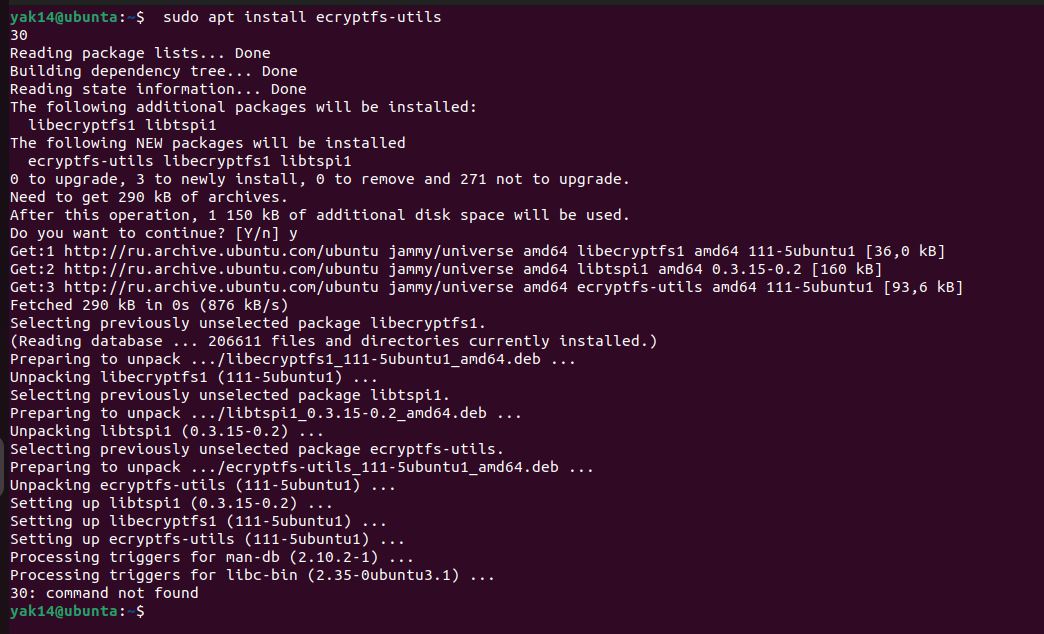 yak14@ubunta:~$  sudo apt install ecryptfs-utils
30
Reading package lists... Done
Building dependency tree... Done
Reading state information... Done
The following additional packages will be installed:
  libecryptfs1 libtspi1
The following NEW packages will be installed
  ecryptfs-utils libecryptfs1 libtspi1
0 to upgrade, 3 to newly install, 0 to remove and 271 not to upgrade.
Need to get 290 kB of archives.
After this operation, 1 150 kB of additional disk space will be used.
Do you want to continue? [Y/n] y
Get:1 http://ru.archive.ubuntu.com/ubuntu jammy/universe amd64 libecryptfs1 amd64 111-5ubuntu1 [36,0 kB]
Get:2 http://ru.archive.ubuntu.com/ubuntu jammy/universe amd64 libtspi1 amd64 0.3.15-0.2 [160 kB]
Get:3 http://ru.archive.ubuntu.com/ubuntu jammy/universe amd64 ecryptfs-utils amd64 111-5ubuntu1 [93,6 kB]
Fetched 290 kB in 0s (876 kB/s)
Selecting previously unselected package libecryptfs1.
(Reading database ... 206611 files and directories currently installed.)
Preparing to unpack .../libecryptfs1_111-5ubuntu1_amd64.deb ...
Unpacking libecryptfs1 (111-5ubuntu1) ...
Selecting previously unselected package libtspi1.
Preparing to unpack .../libtspi1_0.3.15-0.2_amd64.deb ...
Unpacking libtspi1 (0.3.15-0.2) ...
Selecting previously unselected package ecryptfs-utils.
Preparing to unpack .../ecryptfs-utils_111-5ubuntu1_amd64.deb ...
Unpacking ecryptfs-utils (111-5ubuntu1) ...
Setting up libtspi1 (0.3.15-0.2) ...
Setting up libecryptfs1 (111-5ubuntu1) ...
Setting up ecryptfs-utils (111-5ubuntu1) ...
Processing triggers for man-db (2.10.2-1) ...
Processing triggers for libc-bin (2.35-0ubuntu3.1) ...
30: command not found
yak14@ubunta:~$